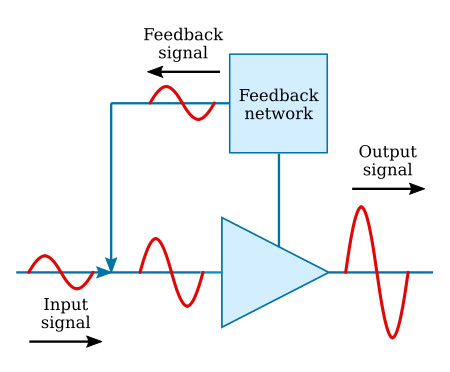 Feedback
signal
Feedback
network
Output
signal
Input
signal